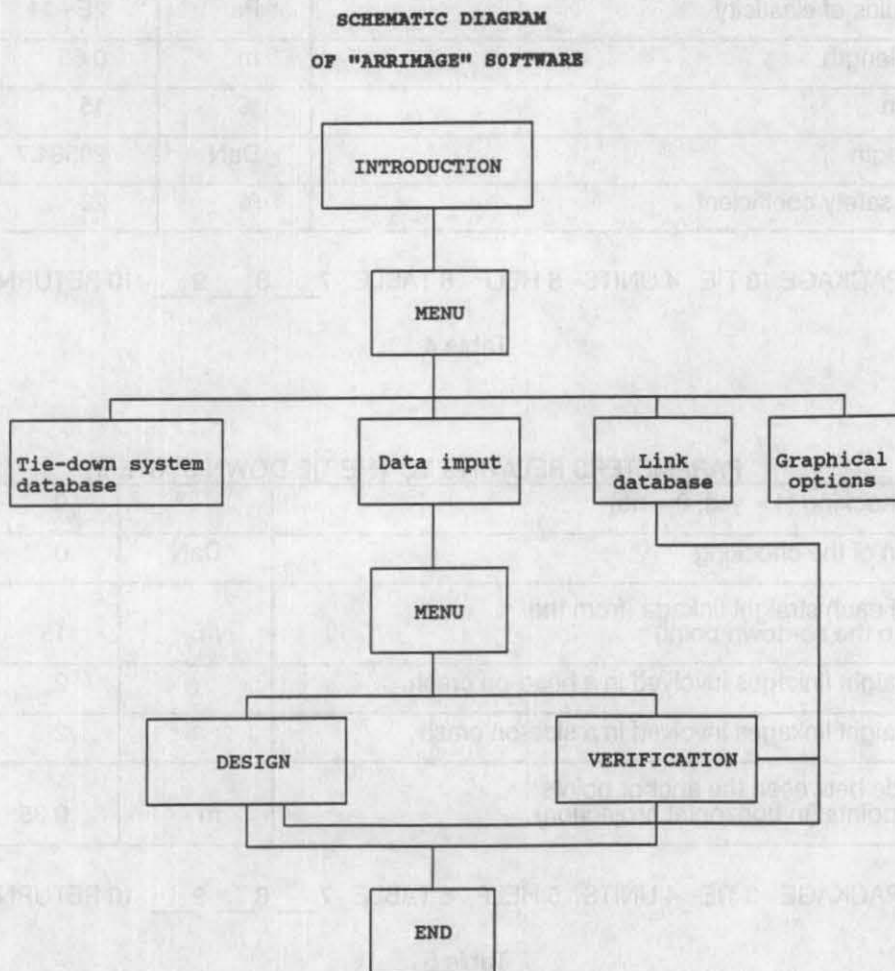 SCHEMATIC DIAGRAM
OF "ARRIMAGE" SOFTWARE
INTRODUCTION
MENU
Tie-down system
database
Data input
Link
database
Graphical
options
MENU
DESIGN
VERIFICATION
END